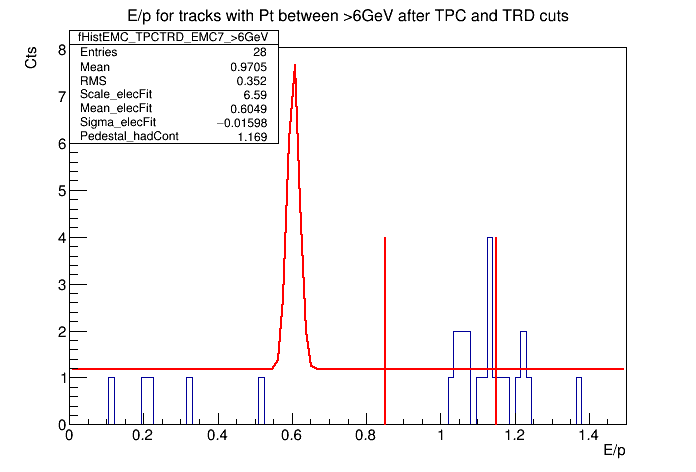 E/p for tracks with Pt between >6GeV after TPC and TRD cuts
fHistEMC_TPCTRD_EMC7_>6GeV
Entries 28
Mean 0.9705
RMS 0.352
Scale_elecFit 6.59
Mean_elecFit 0.6049
Sigma_elecFit −0.01598
Pedestal_hadCont 1.169
Cts
8
7
6
5
4
3
2
1
0
0 0.2 0.4 0.6 0.8 1 1.2 1.4
E/p